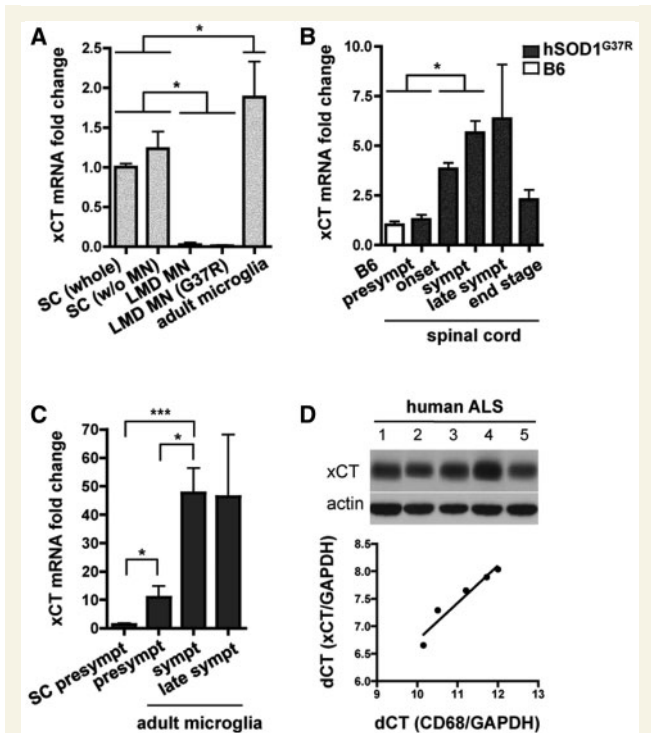 A
xCT mRNA fold change
2.5
2.0
1.5
1.0
0.5
0.0
*
*
SC (whole)
SC (w/o MN)
LMD MN
LMD MN (G37R)
adult microglia
B
xCT mRNA fold change
10.0
7.5
5.0
2.5
0
*
hSOD1G37R
B6
B6
presympt
onset
sympt
late sympt
end stage
spinal cord
C
xCT mRNA fold change
70
60
50
40
30
20
10
0
***
*
*
SC presympt
presympt
sympt
late sympt
adult microglia
D
human ALS
1 2 3 4 5
xCT
actin
dCT (xCT/GAPDH)
8.5
8.0
7.5
7.0
6.5
6.0
9 10 11 12 13
dCT (CD68/GAPDH)